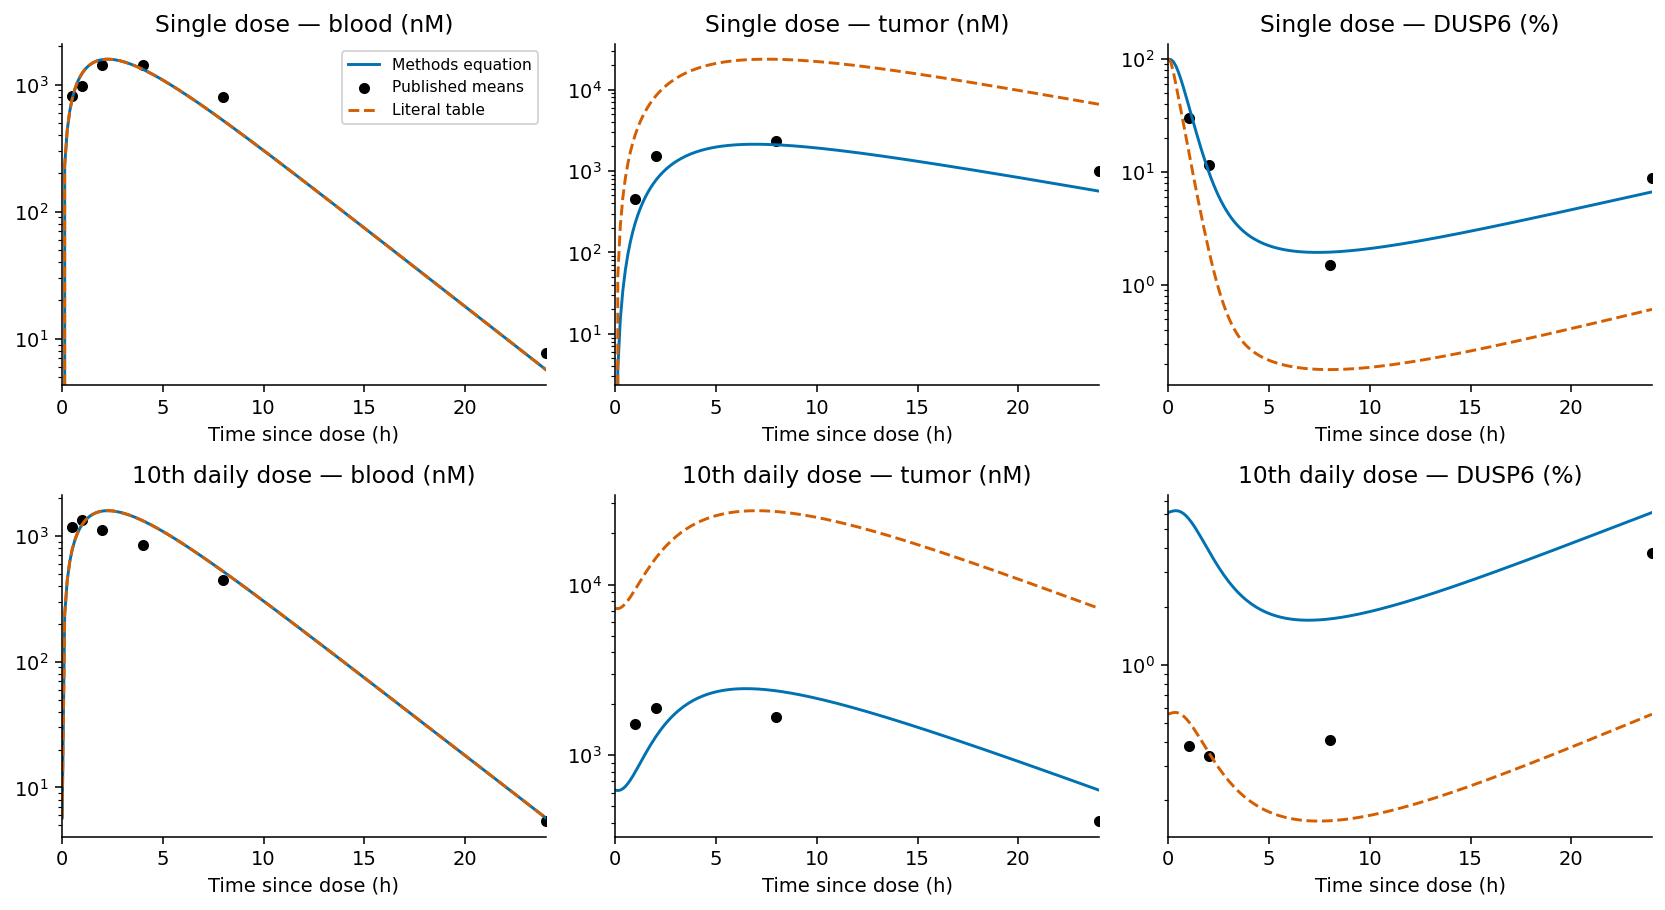 Single dose — blood (nM)
Single dose — tumor (nM)
Single dose — DUSP6 (%)
Methods equation
Published means
Literal table
10³
10²
10¹
10⁴
10³
10²
10¹
10²
10¹
10⁰
0 5 10 15 20
0 5 10 15 20
0 5 10 15 20
Time since dose (h)
Time since dose (h)
Time since dose (h)
10th daily dose — blood (nM)
10th daily dose — tumor (nM)
10th daily dose — DUSP6 (%)
10³
10²
10¹
10⁴
10³
10⁰
0 5 10 15 20
0 5 10 15 20
0 5 10 15 20
Time since dose (h)
Time since dose (h)
Time since dose (h)